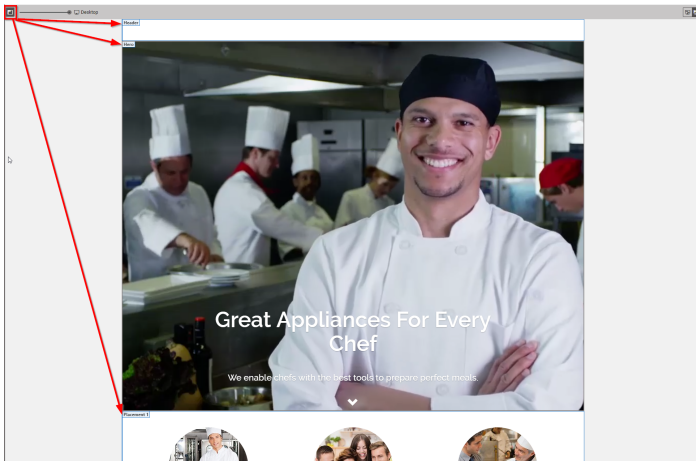 Desktop
Header
Hero
Great Appliances For Every
Chef
We enable chefs with the best tools to prepare perfect meals.
Placement 1